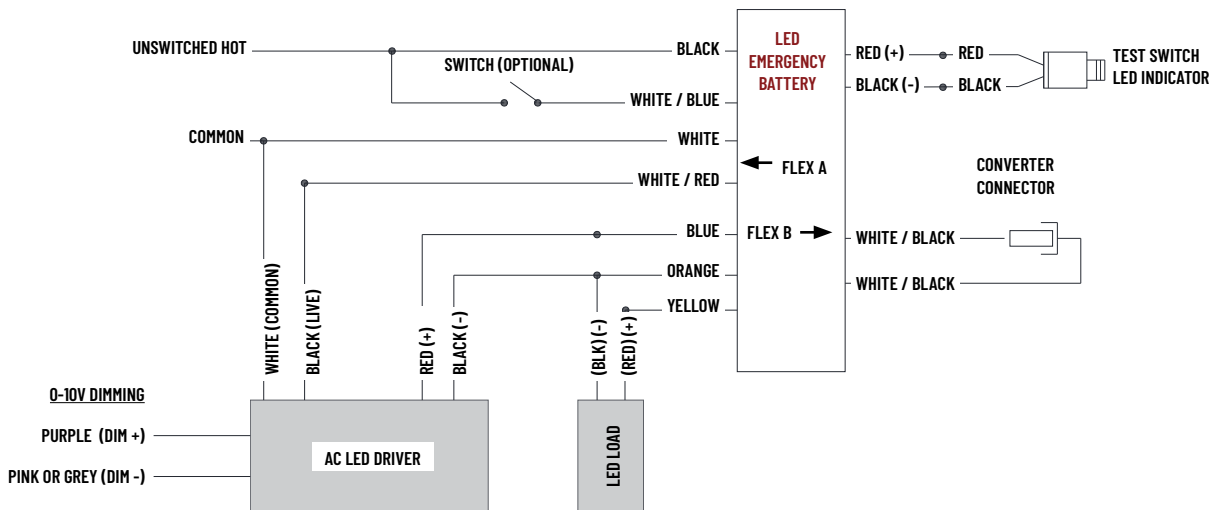 UNSWITCHED HOT
BLACK
SWITCH (OPTIONAL)
WHITE / BLUE
COMMON
WHITE
WHITE / RED
BLUE
ORANGE
YELLOW
LED
EMERGENCY
BATTERY
FLEX A
FLEX B
RED (+)
RED
BLACK (-)
BLACK
TEST SWITCH
LED INDICATOR
CONVERTER
CONNECTOR
WHITE / BLACK
WHITE / BLACK
WHITE (COMMON)
BLACK (LIVE)
RED (+)
BLACK (-)
(BLK) (-)
(RED) (+)
0-10V DIMMING
PURPLE (DIM +)
PINK OR GREY (DIM -)
AC LED DRIVER
LED LOAD